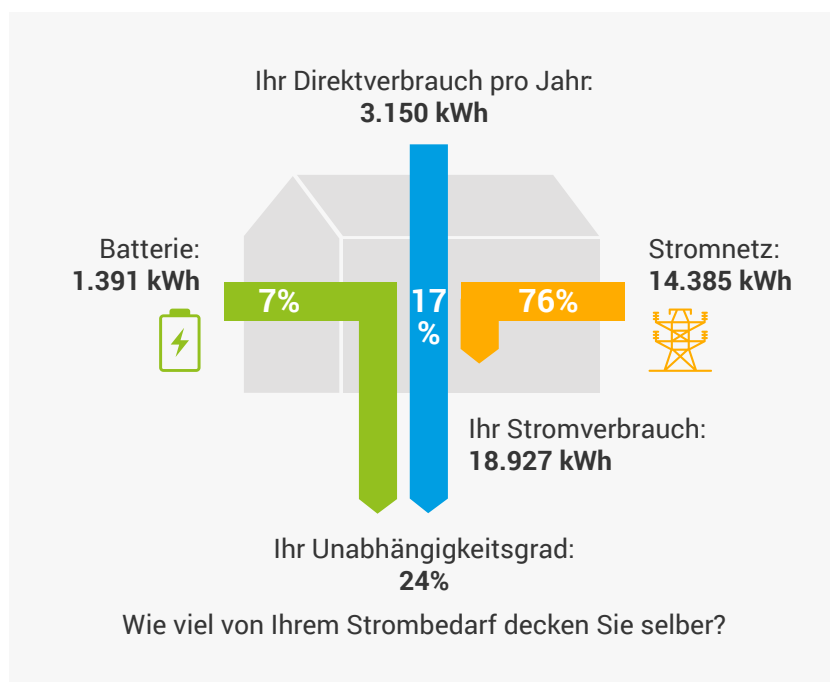 Ihr Direktverbrauch pro Jahr:
3.150 kWh
Batterie:
1.391 kWh
Stromnetz:
14.385 kWh
7%
17
%
76%
Ihr Stromverbrauch:
18.927 kWh
Ihr Unabhängigkeitsgrad:
24%
Wie viel von Ihrem Strombedarf decken Sie selber?